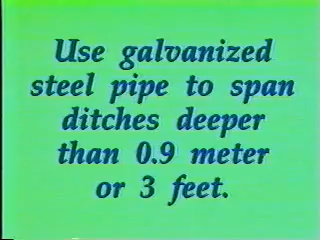 Use galvanized
steel pipe to span
ditches deeper
than 0.9 meter
or 3 feet.